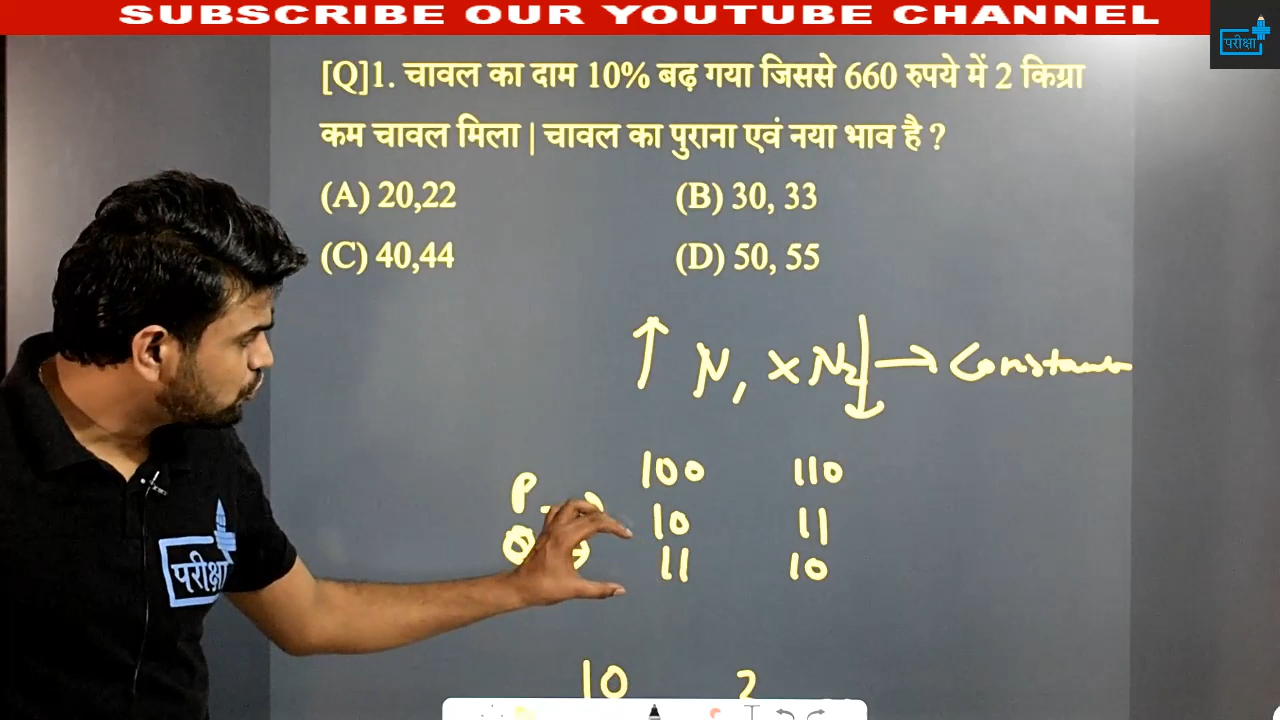 SUBSCRIBE OUR YOUTUBE CHANNEL
परीक्षा
[Q]1. चावल का दाम 10% बढ़ गया जिससे 660 रुपये में 2 किग्रा
कम चावल मिला | चावल का पुराना एवं नया भाव है ?
(A) 20,22 (B) 30, 33
(C) 40,44 (D) 50, 55
↑ N, × N2 ↓ → Constant
100 110
P 10 11
11 10
परीक्षा
10 2